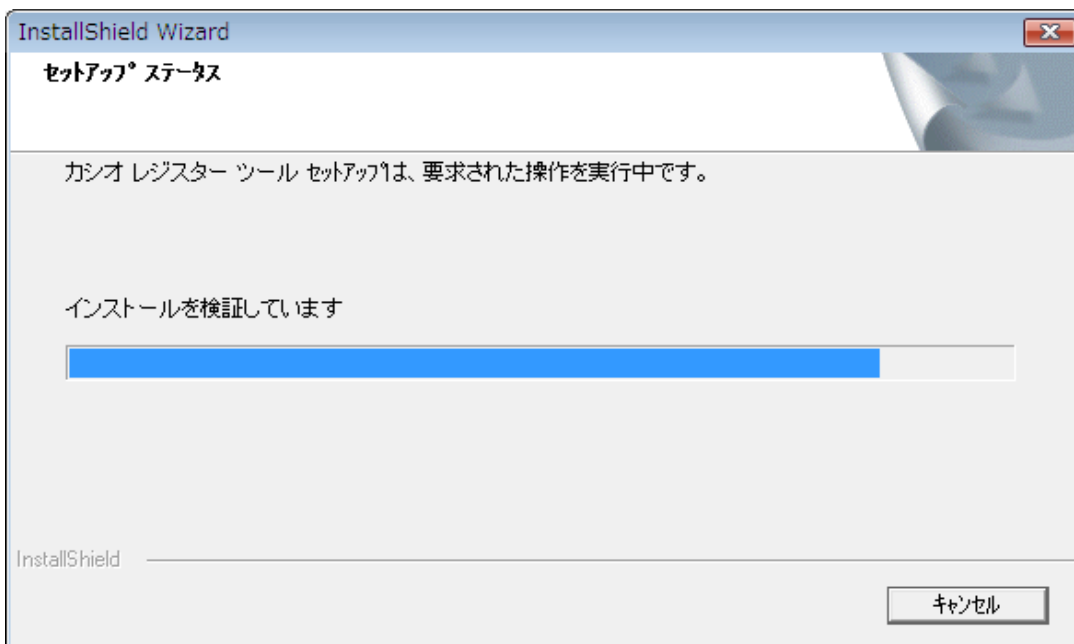 InstallShield Wizard
セットアップ ステータス
カシオ レジスター ツール セットアップは、要求された操作を実行中です。
インストールを検証しています
InstallShield
キャンセル